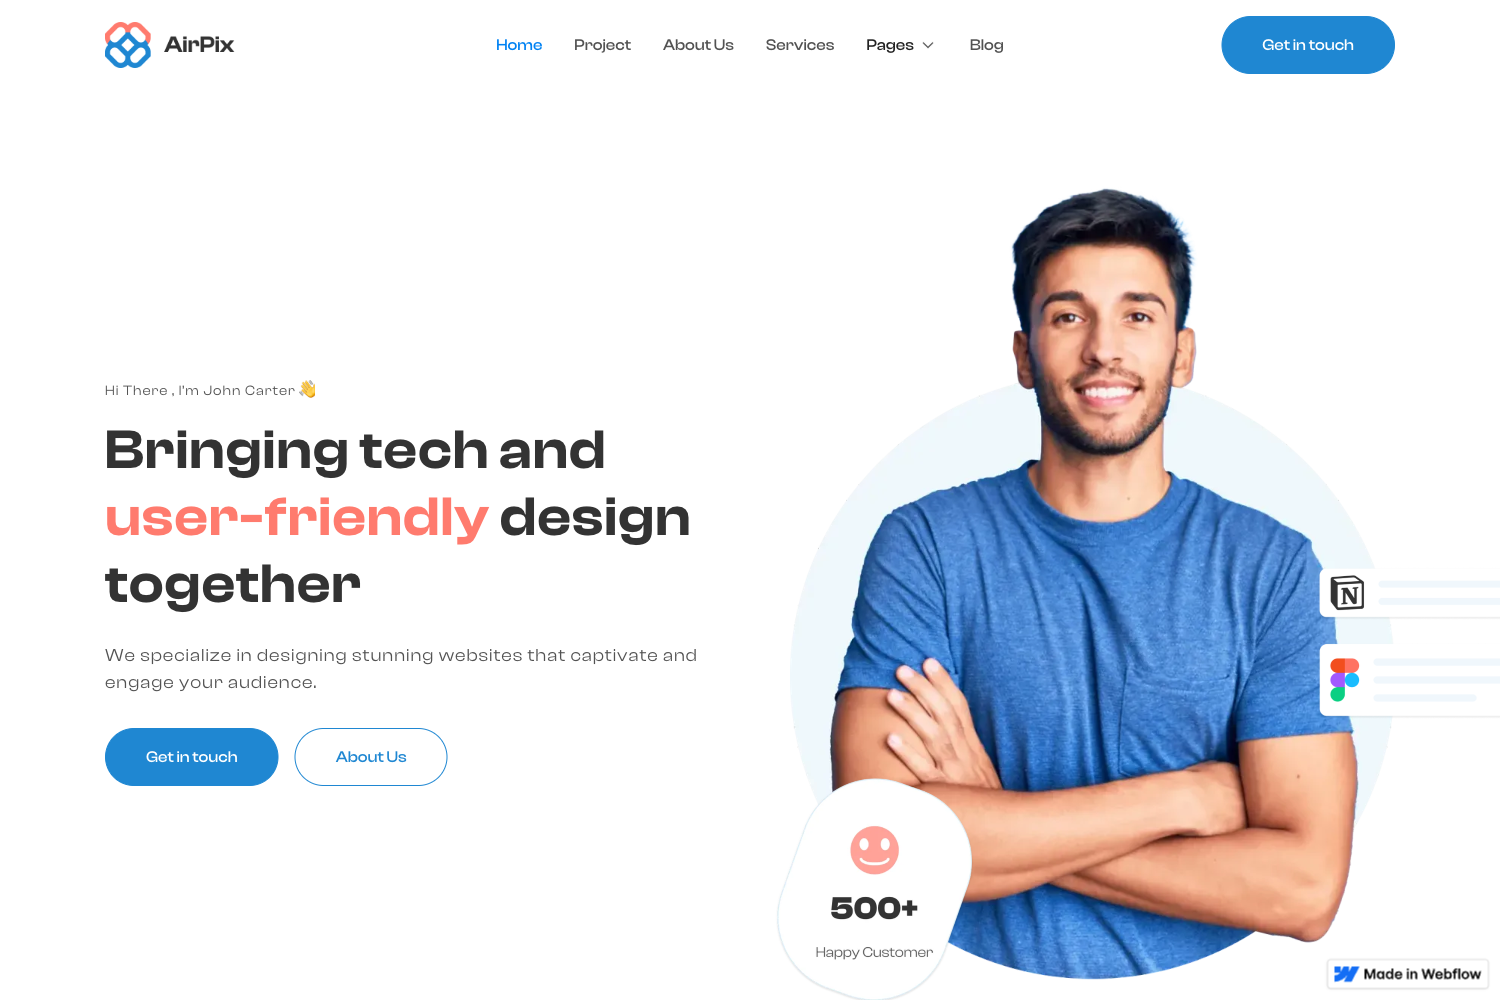 AirPix
Home
Project
About Us
Services
Pages
Blog
Get in touch
Hi There , I'm John Carter 👋
Bringing tech and
user-friendly design
together
We specialize in designing stunning websites that captivate and
engage your audience.
Get in touch
About Us
N
500+
Happy Customer
Made in Webflow